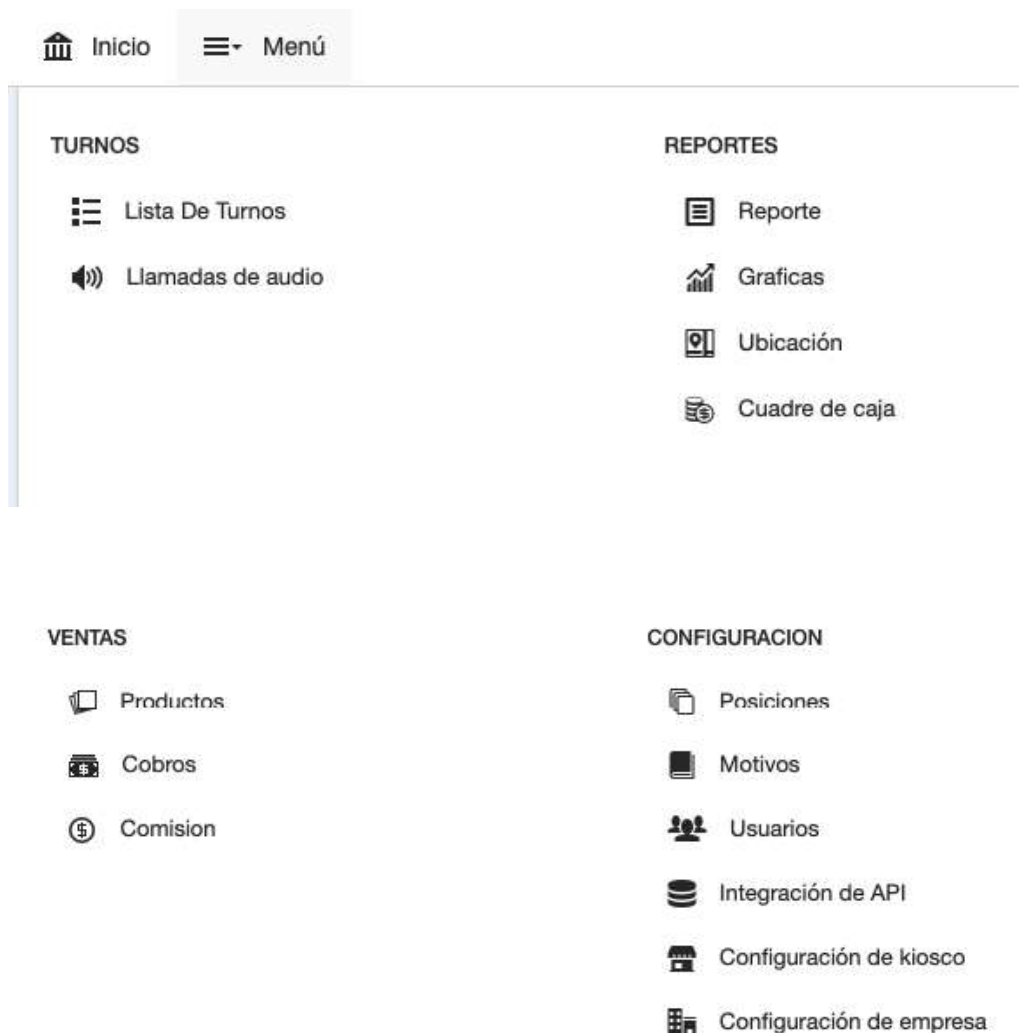 Inicio Menú
TURNOS
Lista De Turnos
Llamadas de audio
REPORTES
Reporte
Graficas
Ubicación
Cuadre de caja
VENTAS
Productos
Cobros
Comision
CONFIGURACION
Posiciones
Motivos
Usuarios
Integración de API
Configuración de kiosco
Configuración de empresa